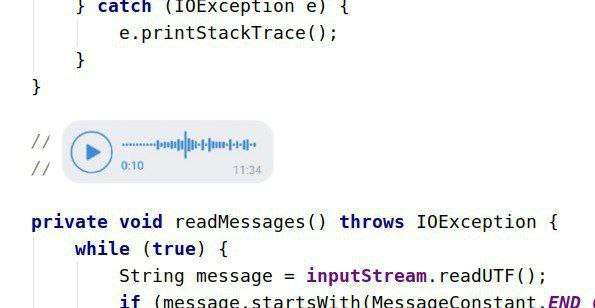 } catch (IOException e) {
e.printStackTrace();
}
}
//
// 0:10 11:34
private void readMessages() throws IOException {
while (true) {
String message = inputStream.readUTF();
if (message.startsWith(MessageConstant.END